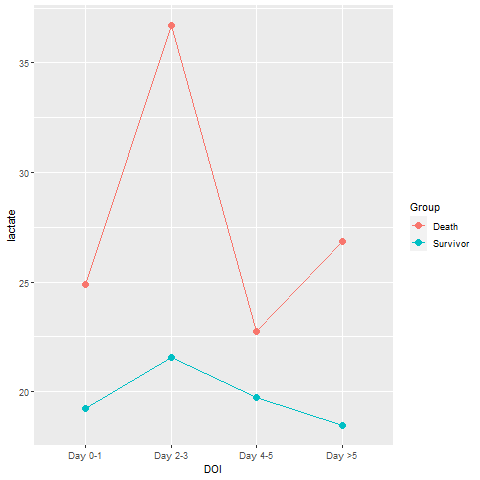 35
30
25
20
lactate
Day 0-1
Day 2-3
Day 4-5
Day >5
DOI
Group
Death
Survivor